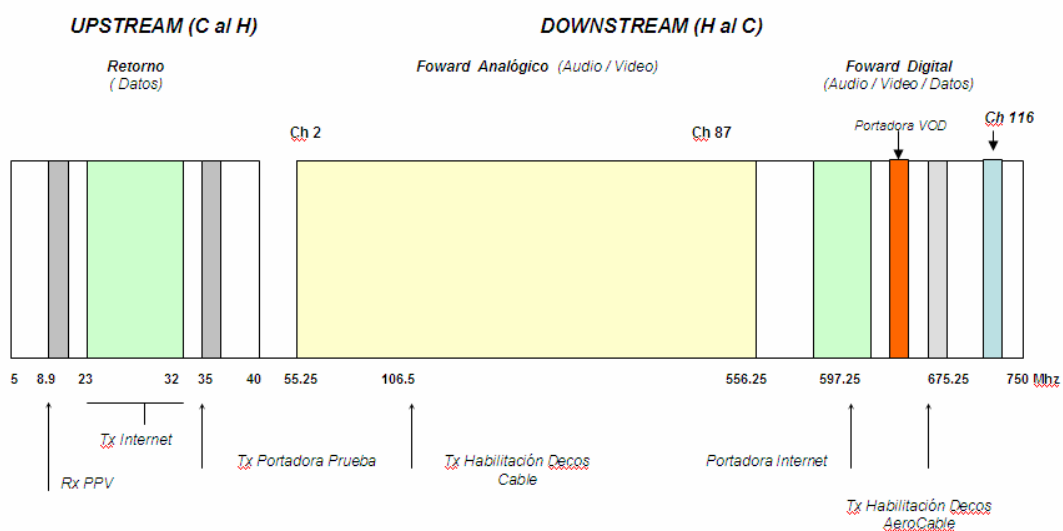 UPSTREAM (C al H)
DOWNSTREAM (H al C)
Retorno
( Datos)
Foward Analógico (Audio / Video)
Foward Digital
(Audio / Video / Datos)
Ch 2
Ch 87
Portadora VOD
Ch 116
5 8.9 23 32 35 40 55.25 106.5 556.25 597.25 675.25 750 Mhz
Tx Internet
Rx PPV
Tx Portadora Prueba
Tx Habilitación Decos
Cable
Portadora Internet
Tx Habilitación Decos
AeroCable